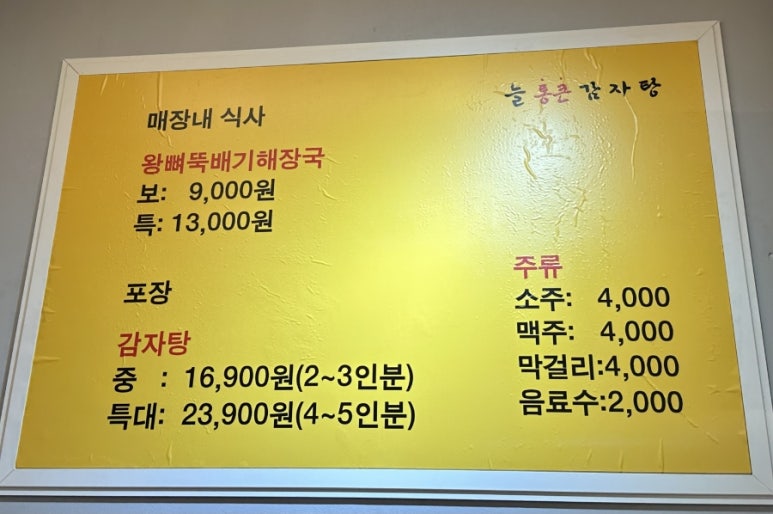 늘 통큰 감자탕
매장내 식사
왕뼈뚝배기해장국
보: 9,000원
특: 13,000원
포장
감자탕
중 : 16,900원(2~3인분)
특대: 23,900원(4~5인분)
주류
소주: 4,000
맥주: 4,000
막걸리:4,000
음료수:2,000